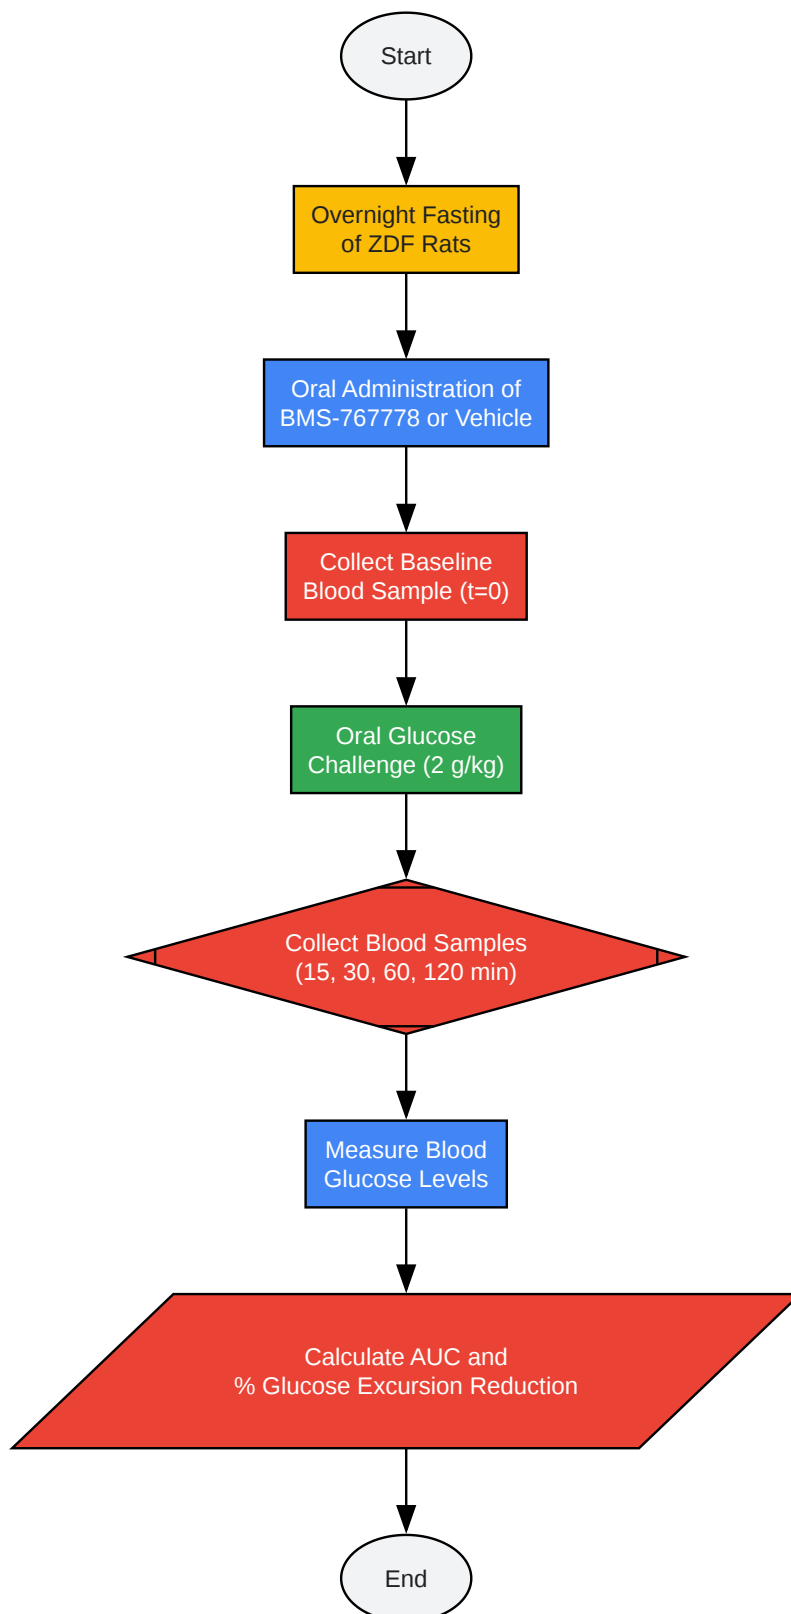 Start
Overnight Fasting
of ZDF Rats
Oral Administration of
BMS-767778 or Vehicle
Collect Baseline
Blood Sample (t=0)
Oral Glucose
Challenge (2 g/kg)
Collect Blood Samples
(15, 30, 60, 120 min)
Measure Blood
Glucose Levels
Calculate AUC and
% Glucose Excursion Reduction
End